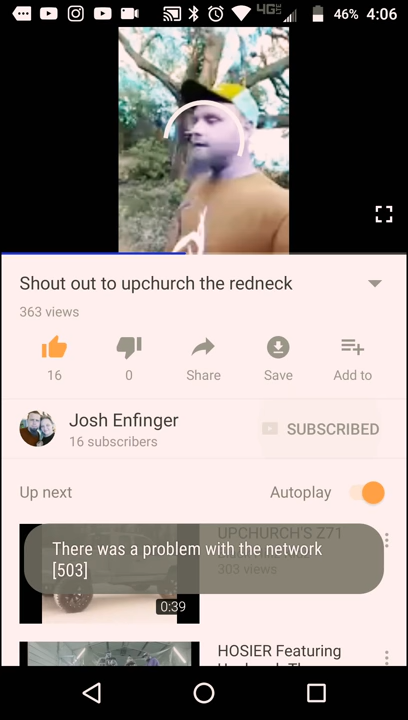 4G 46% 4:06
Shout out to upchurch the redneck
363 views
16 0 Share Save Add to
Josh Enfinger
16 subscribers
SUBSCRIBED
Up next Autoplay
UPCHURCH'S Z71
There was a problem with the network
[503]
303 views
0:39
HOSIER Featuring